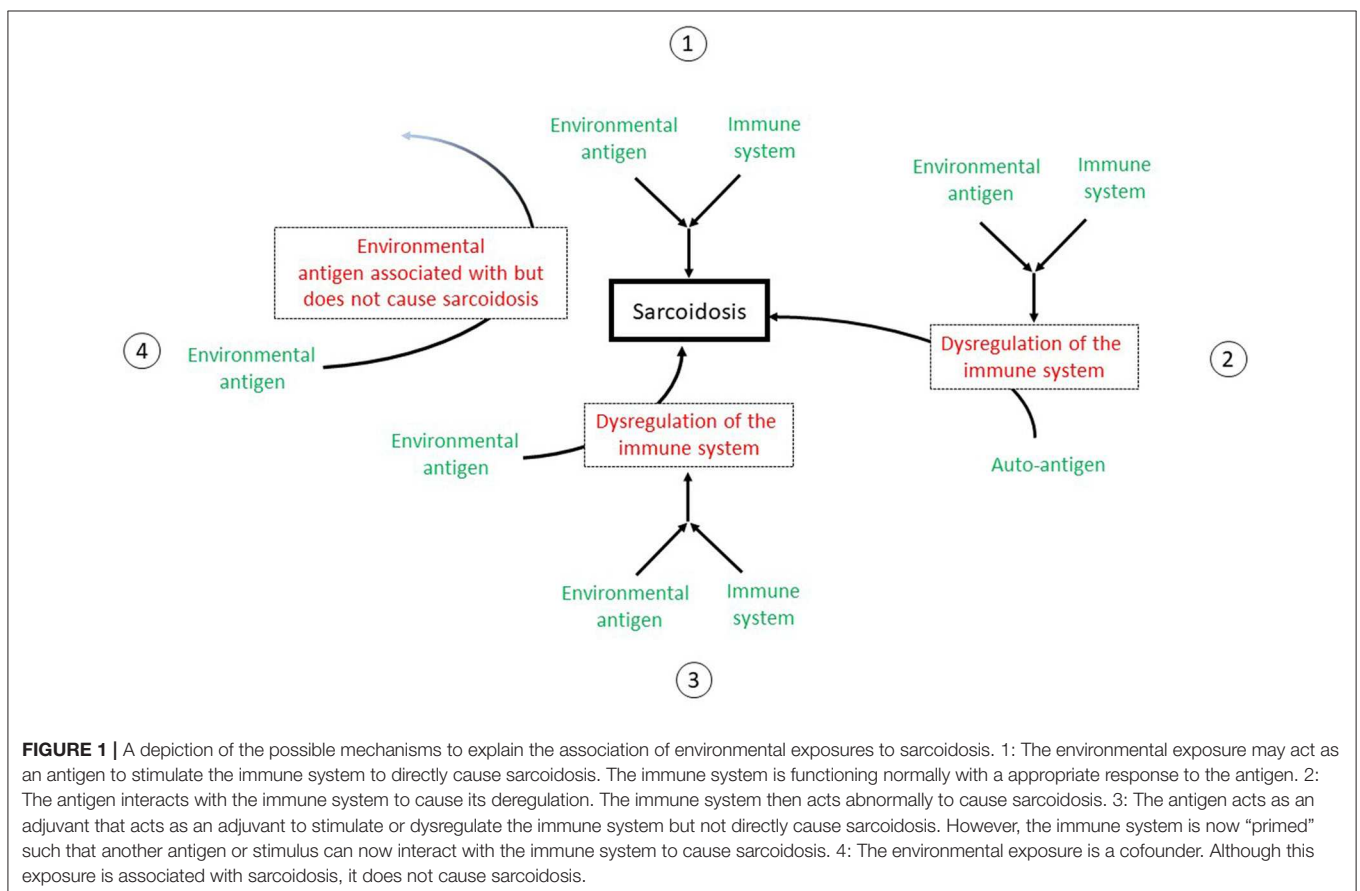 1
Environmental
antigen
Immune
system
Sarcoidosis
Environmental
antigen
Immune
system
Dysregulation of the
immune system
Auto-antigen
2
Environmental
antigen
Dysregulation of the
immune system
Environmental
antigen
Immune
system
3
Environmental
antigen associated with but
does not cause sarcoidosis
4
Environmental
antigen
FIGURE 1 | A depiction of the possible mechanisms to explain the association of environmental exposures to sarcoidosis. 1: The environmental exposure may act as
an antigen to stimulate the immune system to directly cause sarcoidosis. The immune system is functioning normally with a appropriate response to the antigen. 2:
The antigen interacts with the immune system to cause its deregulation. The immune system then acts abnormally to cause sarcoidosis. 3: The antigen acts as an
adjuvant that acts as an adjuvant to stimulate or dysregulate the immune system but not directly cause sarcoidosis. However, the immune system is now “primed”
such that another antigen or stimulus can now interact with the immune system to cause sarcoidosis. 4: The environmental exposure is a cofounder. Although this
exposure is associated with sarcoidosis, it does not cause sarcoidosis.